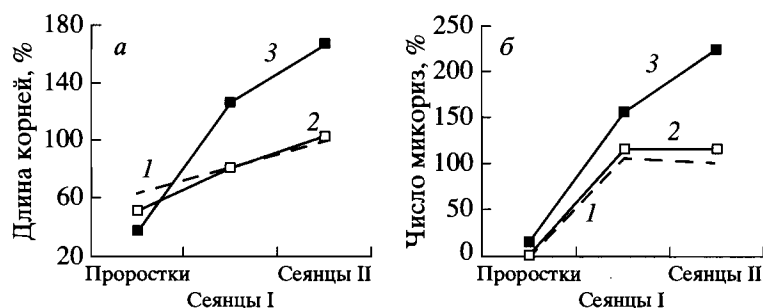 Длина корней, %
180
140
100
60
20
а
1
2
3
Проростки
Сеянцы I
Сеянцы II
Число микориз, %
250
200
150
100
50
0
б
1
2
3
Проростки
Сеянцы I
Сеянцы II